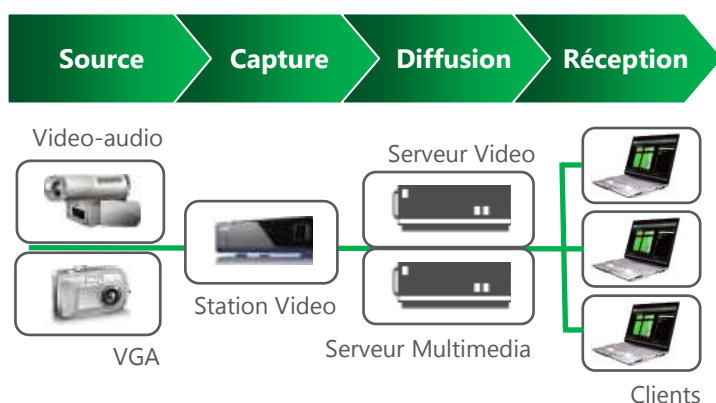 Source
Capture
Diffusion
Réception
Video-audio
Serveur Video
Station Video
VGA
Serveur Multimedia
Clients